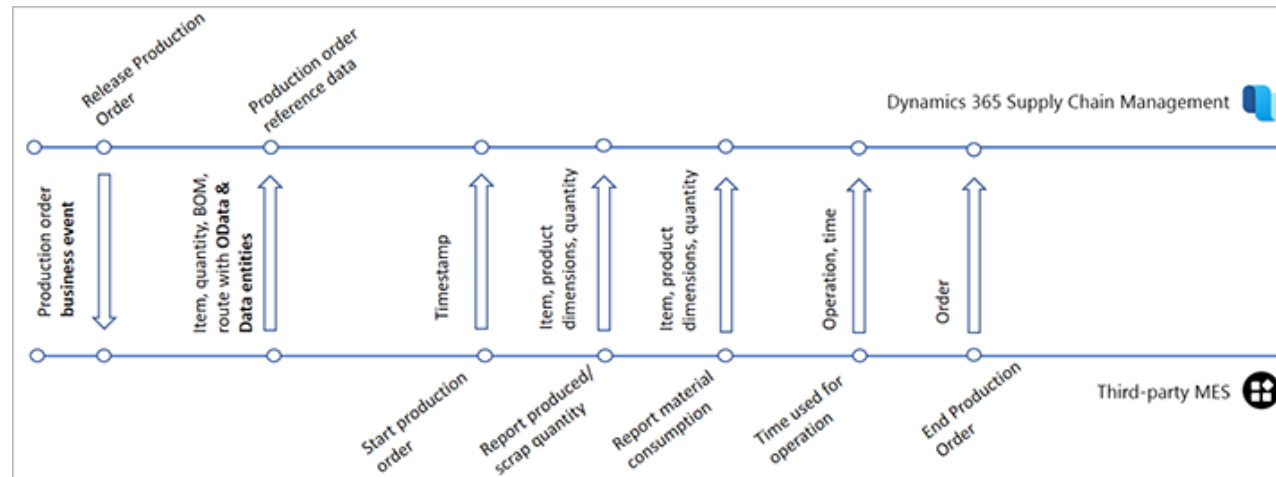 Release Production
Order
Production order
reference data
Dynamics 365 Supply Chain Management
Production order
business event
Item, quantity, BOM,
route with OData &
Data entities
Timestamp
Item, product
dimensions, quantity
Item, product
dimensions, quantity
Operation, time
Order
Third-party MES
Start production
order
Report produced/
scrap quantity
Report material
consumption
Time used for
operation
End Production
Order